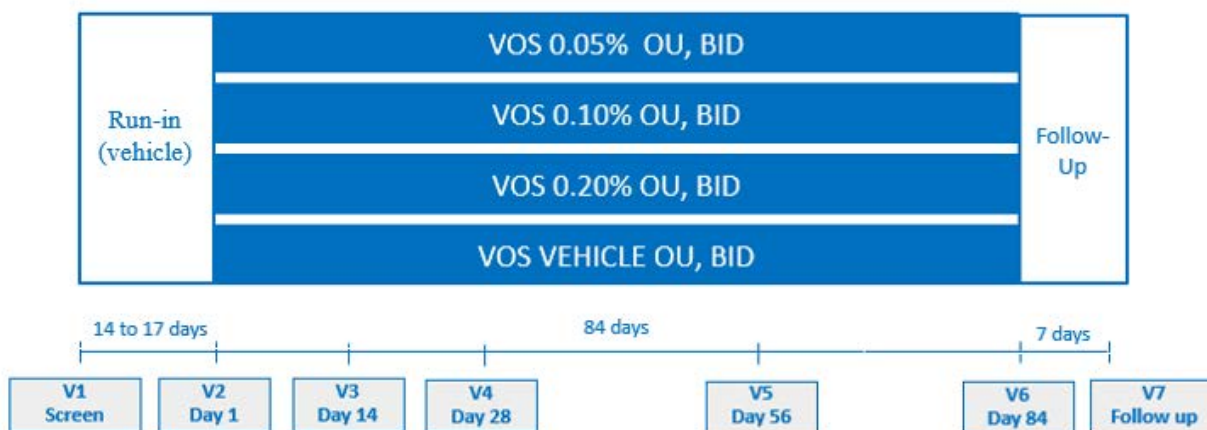 VOS 0.05%  OU, BID
VOS 0.10% OU, BID
Run-in
(vehicle)
Follow-
Up
VOS 0.20% OU, BID
VOS VEHICLE OU, BID
14 to 17 days
84 days
7 days
V1
Screen
V2
Day 1
V3
Day 14
V4
Day 28
V5
Day 56
V6
Day 84
V7
Follow up